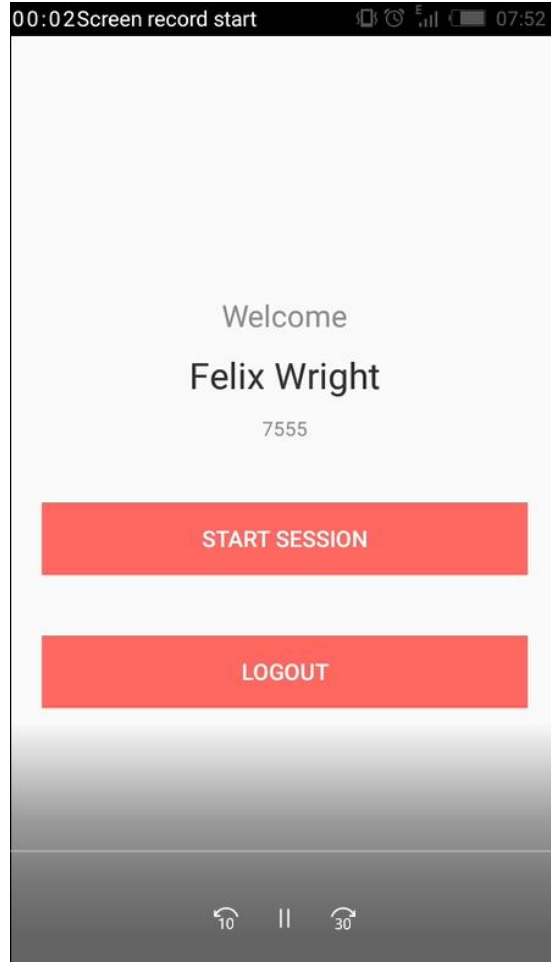 00:02Screen record start E 07:52
Welcome
Felix Wright
7555
START SESSION
LOGOUT
10 30